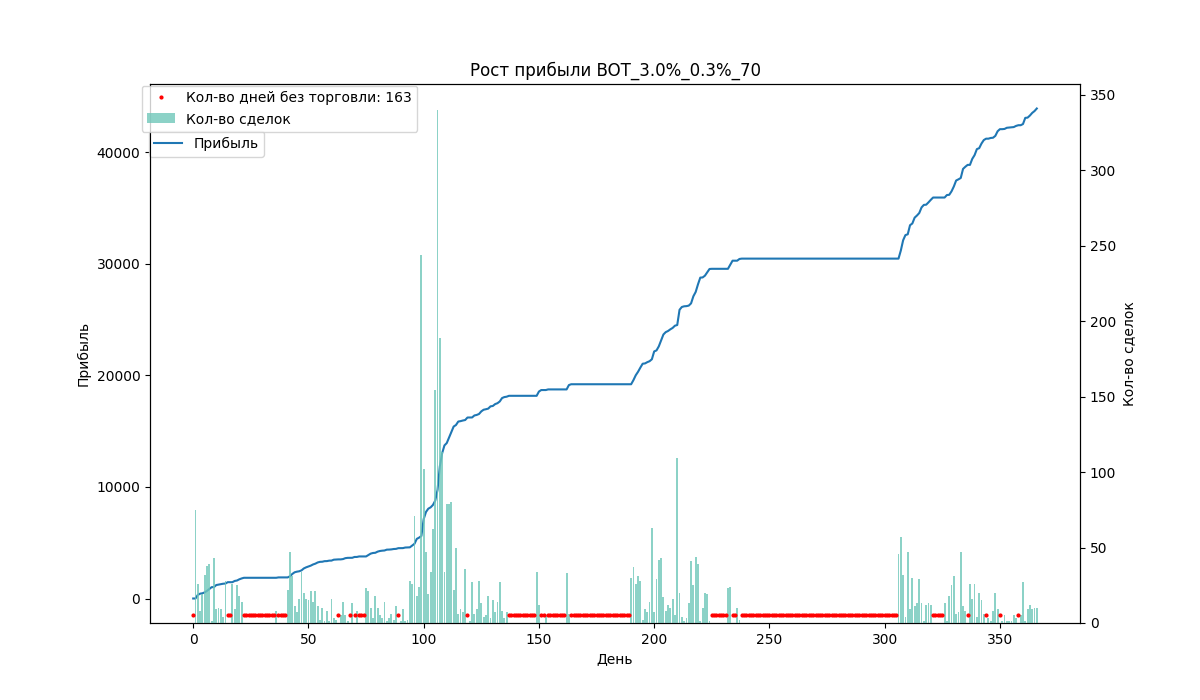 Рост прибыли BOT_3.0%_0.3%_70
Кол-во дней без торговли: 163
Кол-во сделок
Прибыль
40000
30000
20000
10000
0
Прибыль
350
300
250
200
150
100
50
0
Кол-во сделок
0 50 100 150 200 250 300 350
День